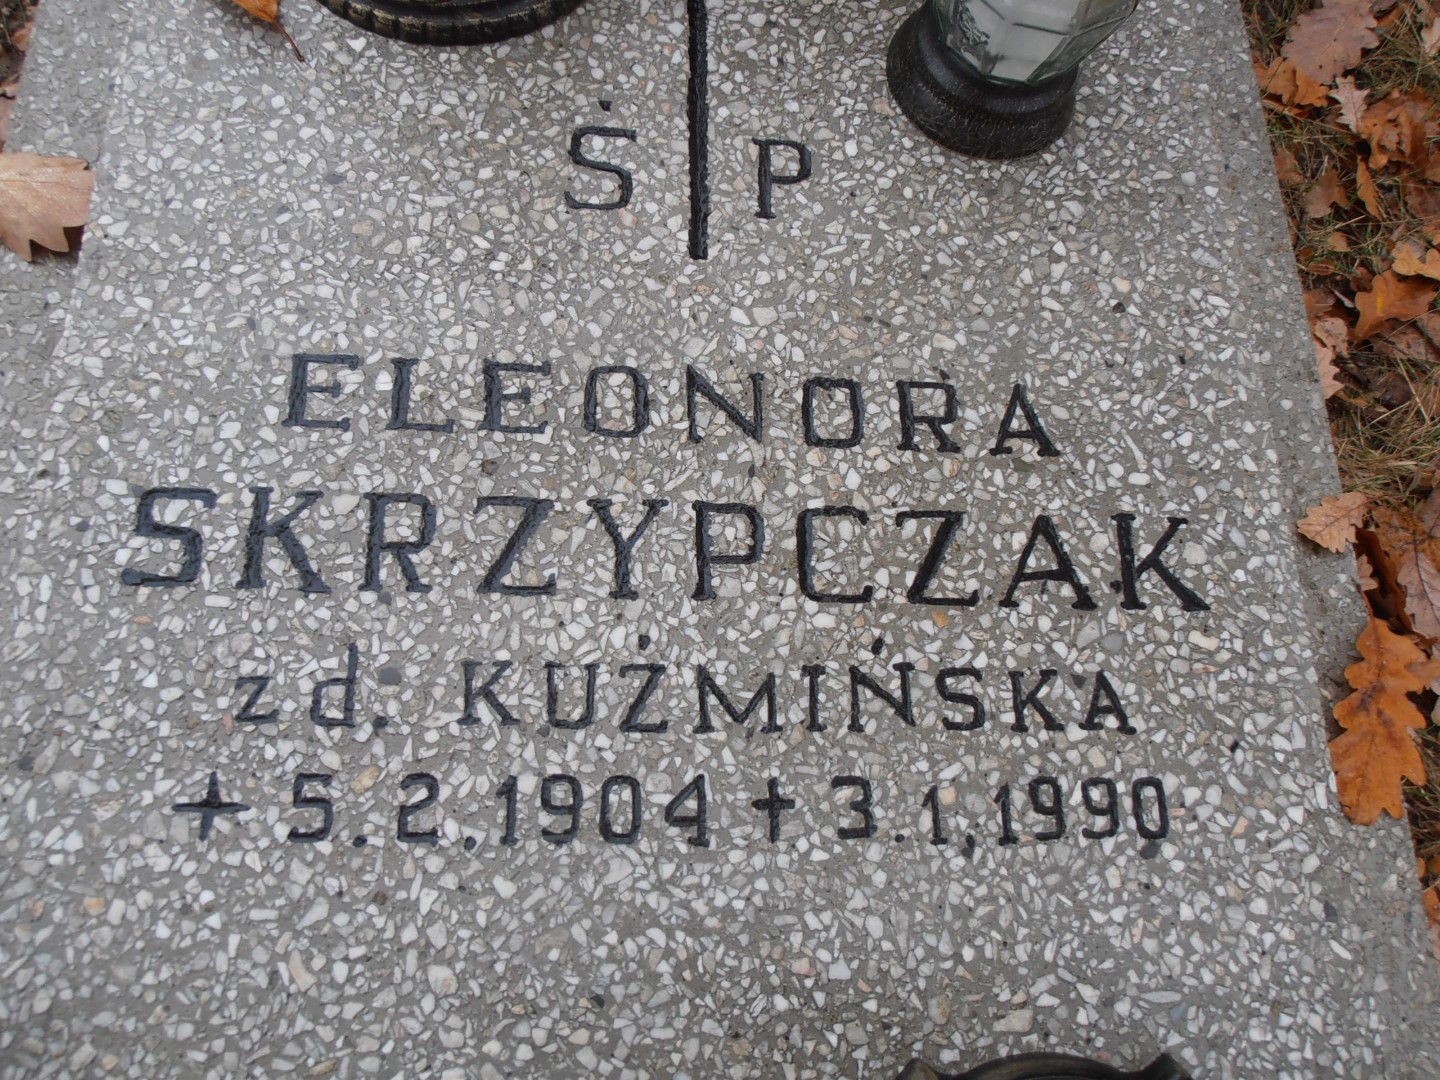 Ś P
ELEONORA
SKRZYPCZAK
zd. KUŹMIŃSKA
5.2.1904 † 3.1.1990